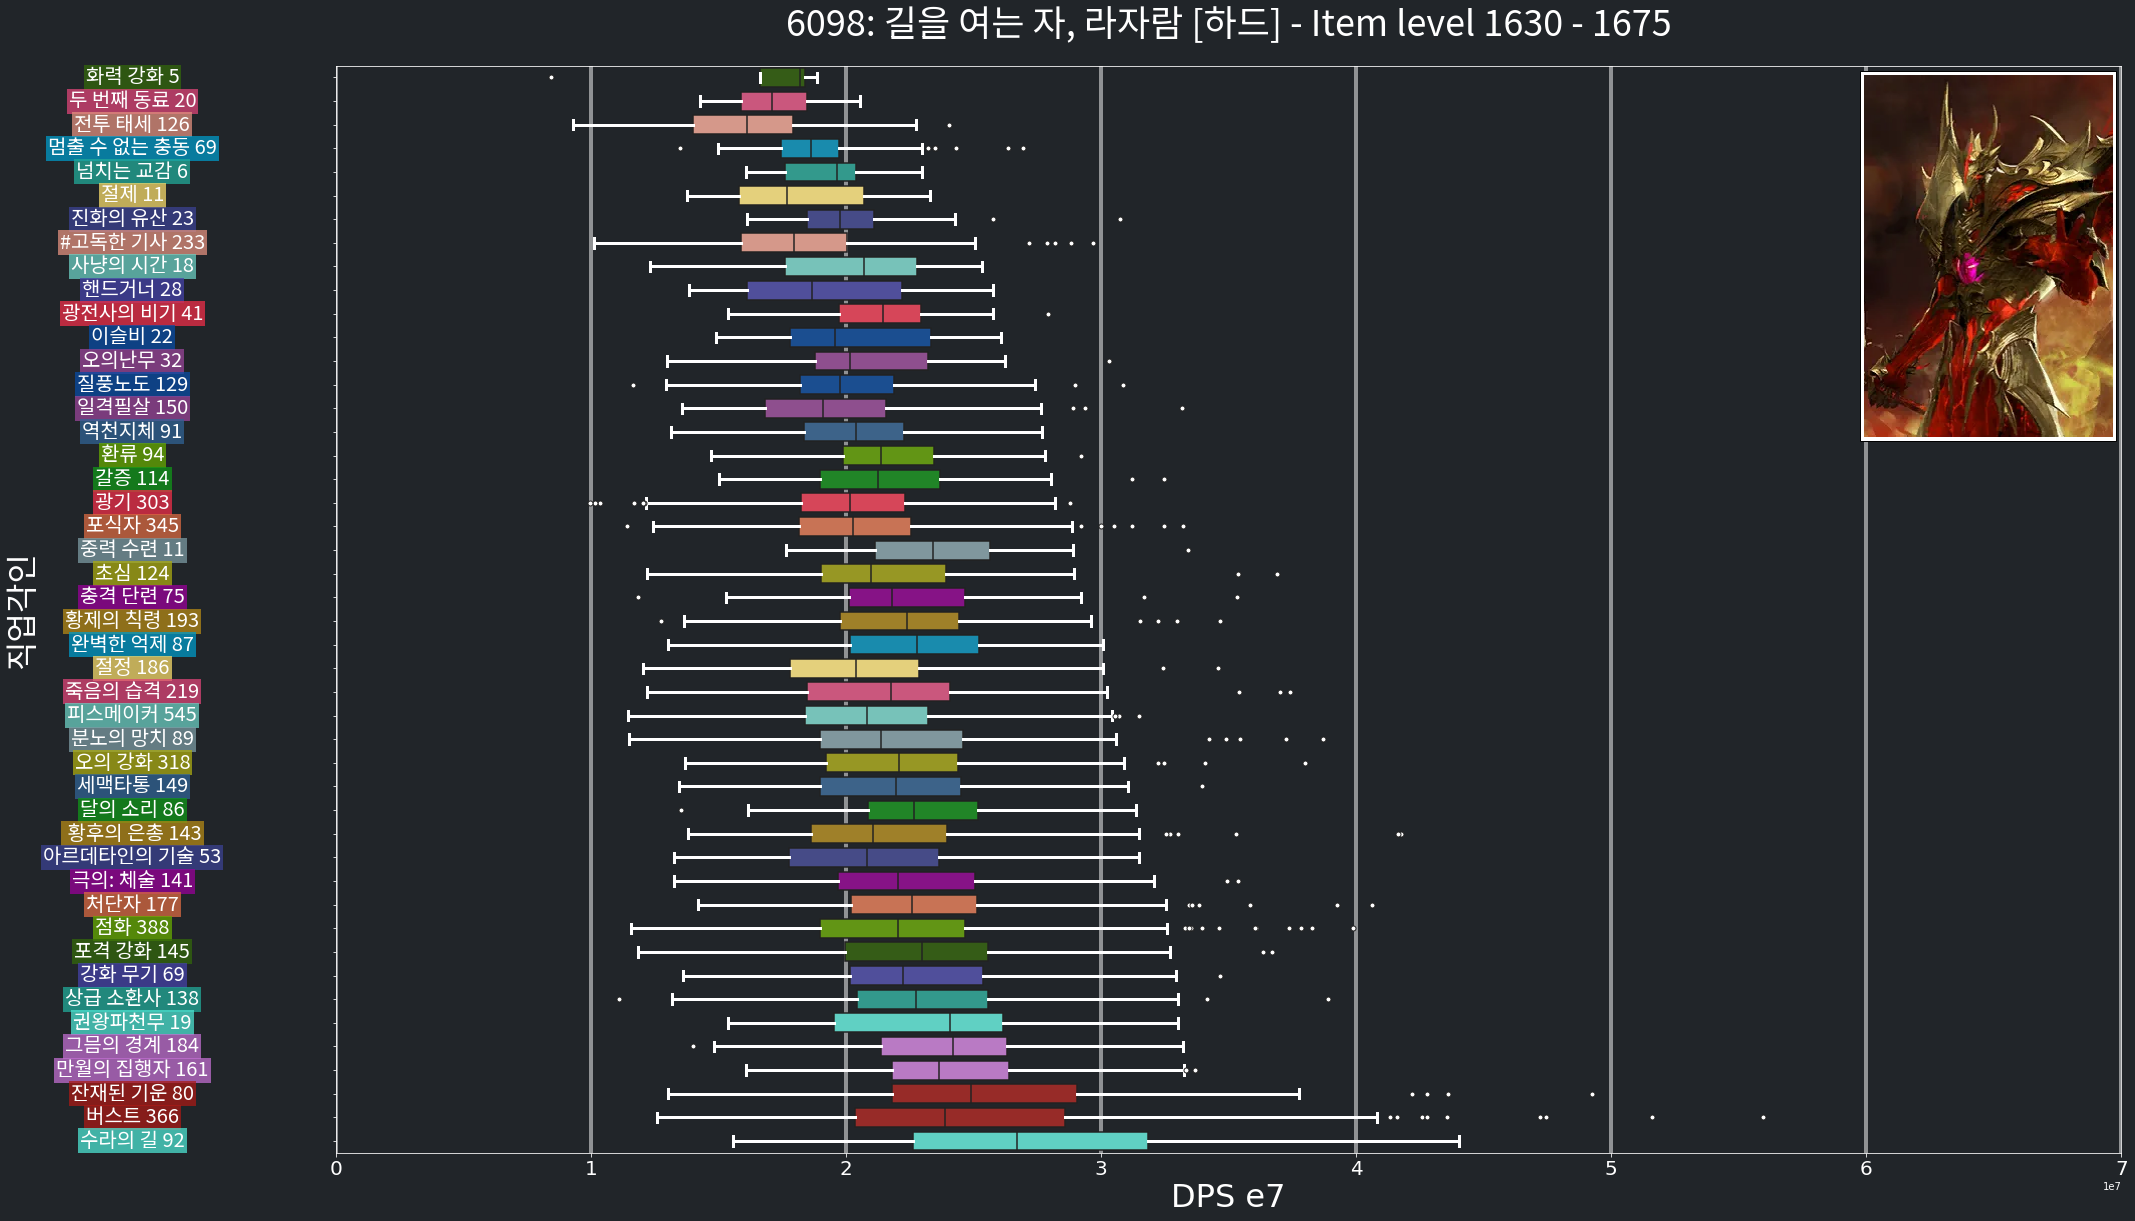 6098: 길을 여는 자, 라자람 [하드] - Item level 1630 - 1675
직업각인
화력 강화 5
두 번째 동료 20
전투 태세 126
멈출 수 없는 충동 69
넘치는 교감 6
절제 11
진화의 유산 23
#고독한 기사 233
사냥의 시간 18
핸드거너 28
광전사의 비기 41
이슬비 22
오의난무 32
질풍노도 129
일격필살 150
역천지체 91
환류 94
갈증 114
광기 303
포식자 345
중력 수련 11
초심 124
충격 단련 75
황제의 칙령 193
완벽한 억제 87
절정 186
죽음의 습격 219
피스메이커 545
분노의 망치 89
오의 강화 318
세맥타통 149
달의 소리 86
황후의 은총 143
아르데타인의 기술 53
극의: 체술 141
처단자 177
점화 388
포격 강화 145
강화 무기 69
상급 소환사 138
권왕파천무 19
그믐의 경계 184
만월의 집행자 161
잔재된 기운 80
버스트 366
수라의 길 92
0 1 2 3 4 5 6 7
1e7
DPS e7